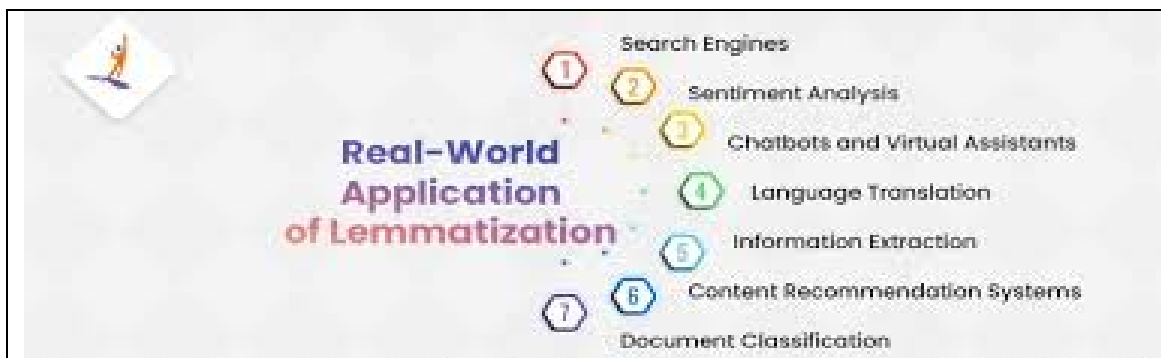 Real-World
Application
of Lemmatization
1
Search Engines
2
Sentiment Analysis
3
Chatbots and Virtual Assistants
4
Language Translation
5
Information Extraction
6
Content Recommendation Systems
7
Document Classification